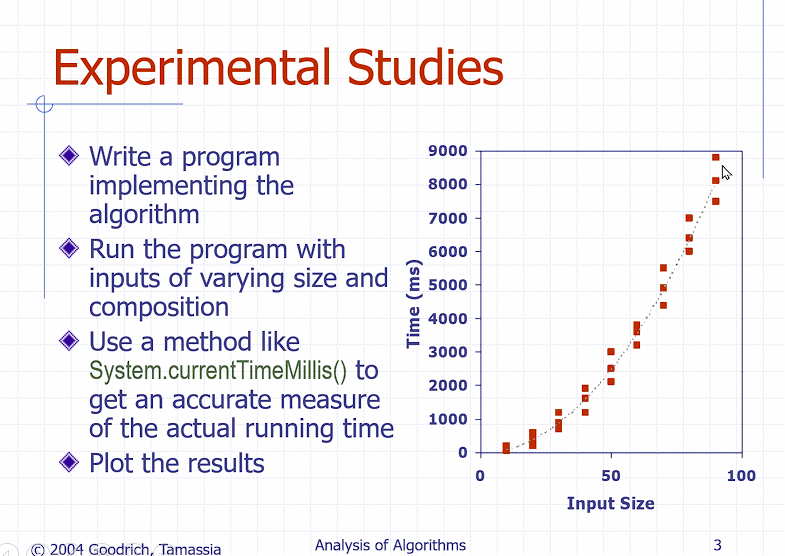 Experimental Studies
Write a program
implementing the
algorithm
Run the program with
inputs of varying size and
composition
Use a method like
System.currentTimeMillis() to
get an accurate measure
of the actual running time
Plot the results
9000
8000
7000
6000
5000
4000
3000
2000
1000
0
Time (ms)
0 50 100
Input Size
© 2004 Goodrich, Tamassia
Analysis of Algorithms
3